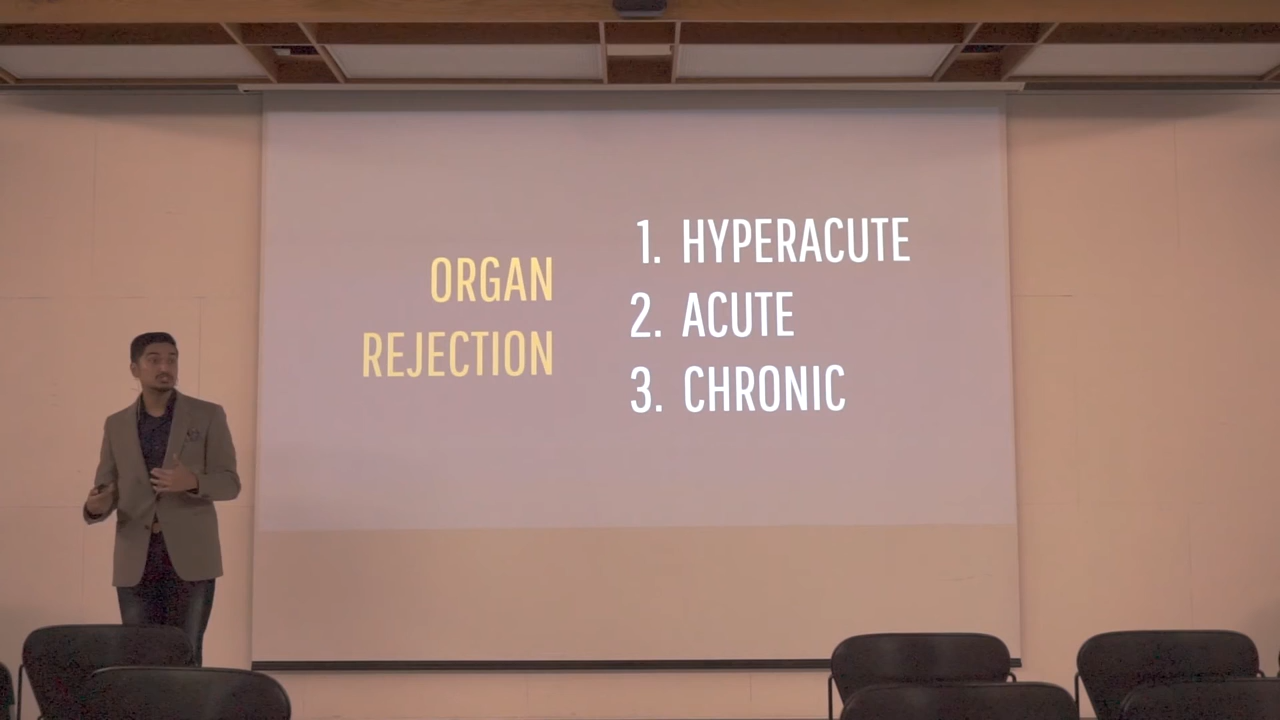 ORGAN
REJECTION
1. HYPERACUTE
2. ACUTE
3. CHRONIC